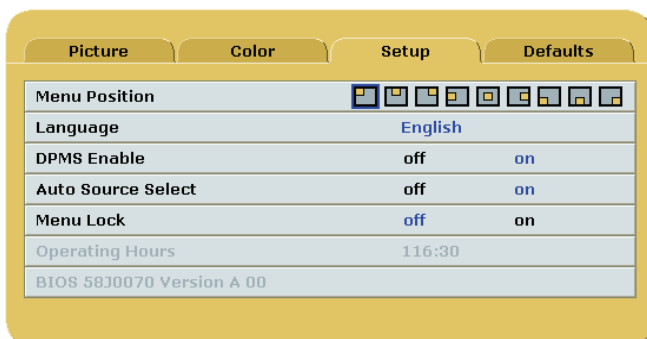 Picture Color Setup Defaults
Menu Position
Language English
DPMS Enable off on
Auto Source Select off on
Menu Lock off on
Operating Hours 116:30
BIOS 58J0070 Version A 00